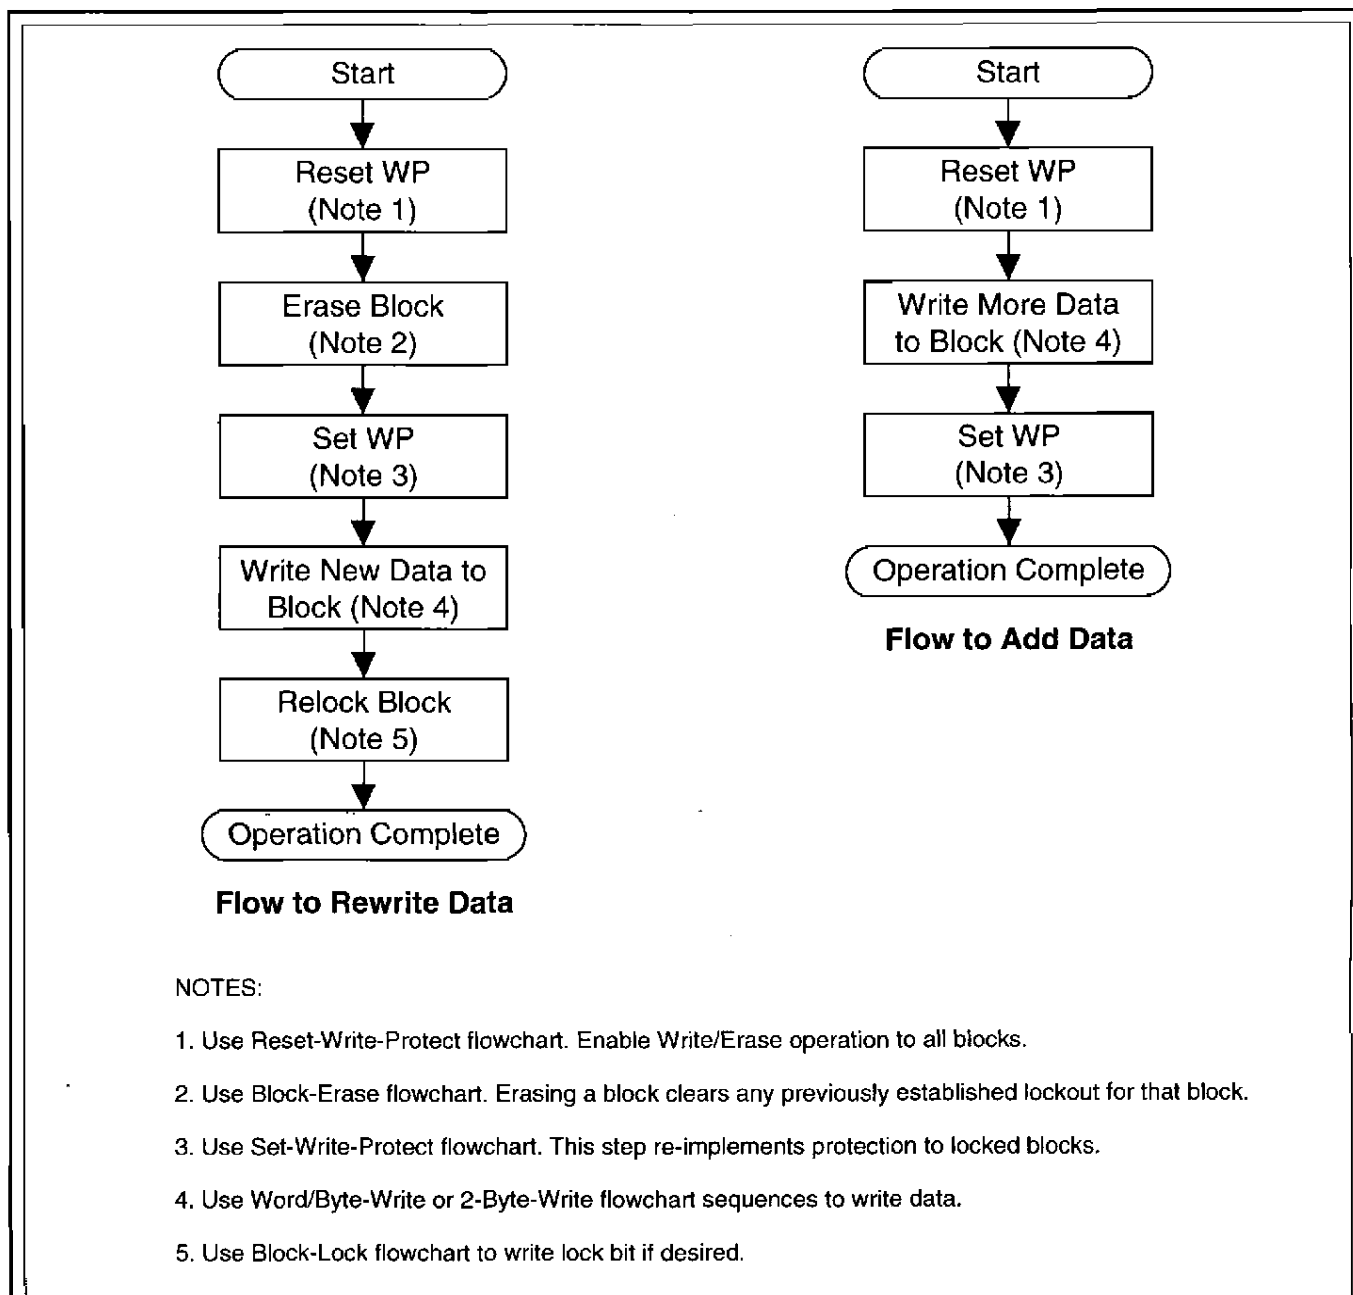 Start
Reset WP
(Note 1)
Erase Block
(Note 2)
Set WP
(Note 3)
Write New Data to
Block (Note 4)
Relock Block
(Note 5)
Operation Complete
Flow to Rewrite Data
Start
Reset WP
(Note 1)
Write More Data
to Block (Note 4)
Set WP
(Note 3)
Operation Complete
Flow to Add Data
NOTES:
1. Use Reset-Write-Protect flowchart. Enable Write/Erase operation to all blocks.
2. Use Block-Erase flowchart. Erasing a block clears any previously established lockout for that block.
3. Use Set-Write-Protect flowchart. This step re-implements protection to locked blocks.
4. Use Word/Byte-Write or 2-Byte-Write flowchart sequences to write data.
5. Use Block-Lock flowchart to write lock bit if desired.